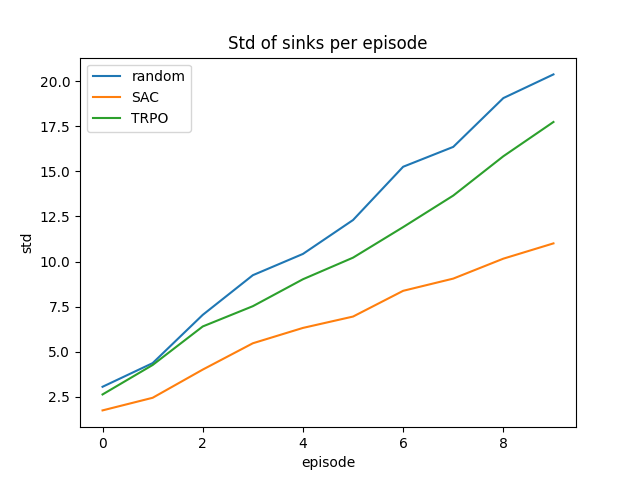 Std of sinks per episode
random
SAC
TRPO
20.0
17.5
15.0
12.5
10.0
7.5
5.0
2.5
std
0 2 4 6 8
episode